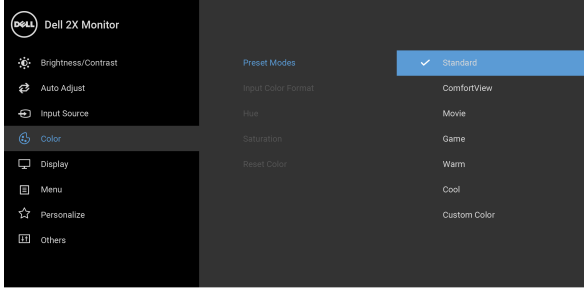 DELL Dell 2X Monitor
Brightness/Contrast
Auto Adjust
Input Source
Color
Display
Menu
Personalize
Others
Preset Modes
Input Color Format
Hue
Saturation
Reset Color
Standard
ComfortView
Movie
Game
Warm
Cool
Custom Color